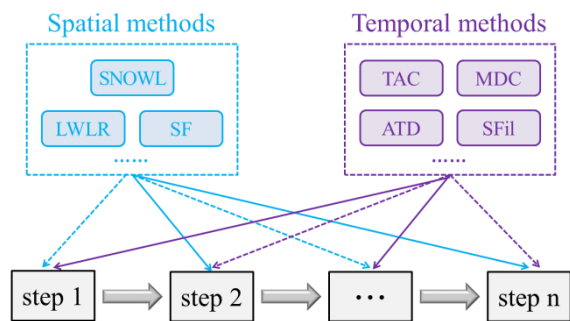 Spatial methods
SNOWL
LWLR SF
……
Temporal methods
TAC MDC
ATD SFil
……
step 1 step 2 ··· step n